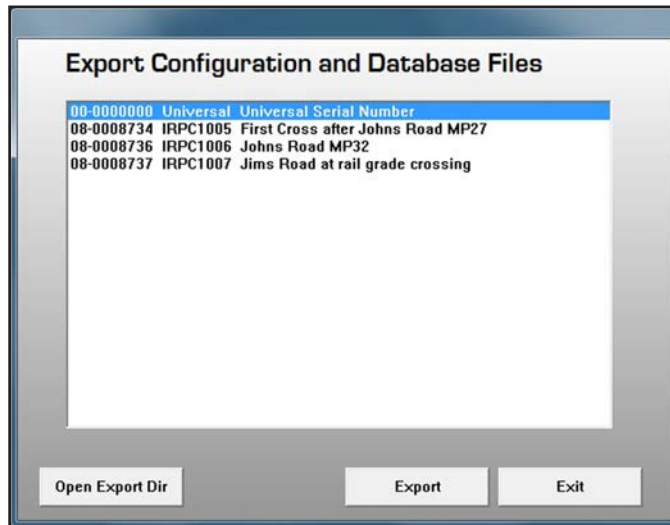 Export Configuration and Database Files
00-0000000 Universal Universal Serial Number
08-0008734 IRPC1005 First Cross after Johns Road MP27
08-0008736 IRPC1006 Johns Road MP32
08-0008737 IRPC1007 Jims Road at rail grade crossing
Open Export Dir Export Exit